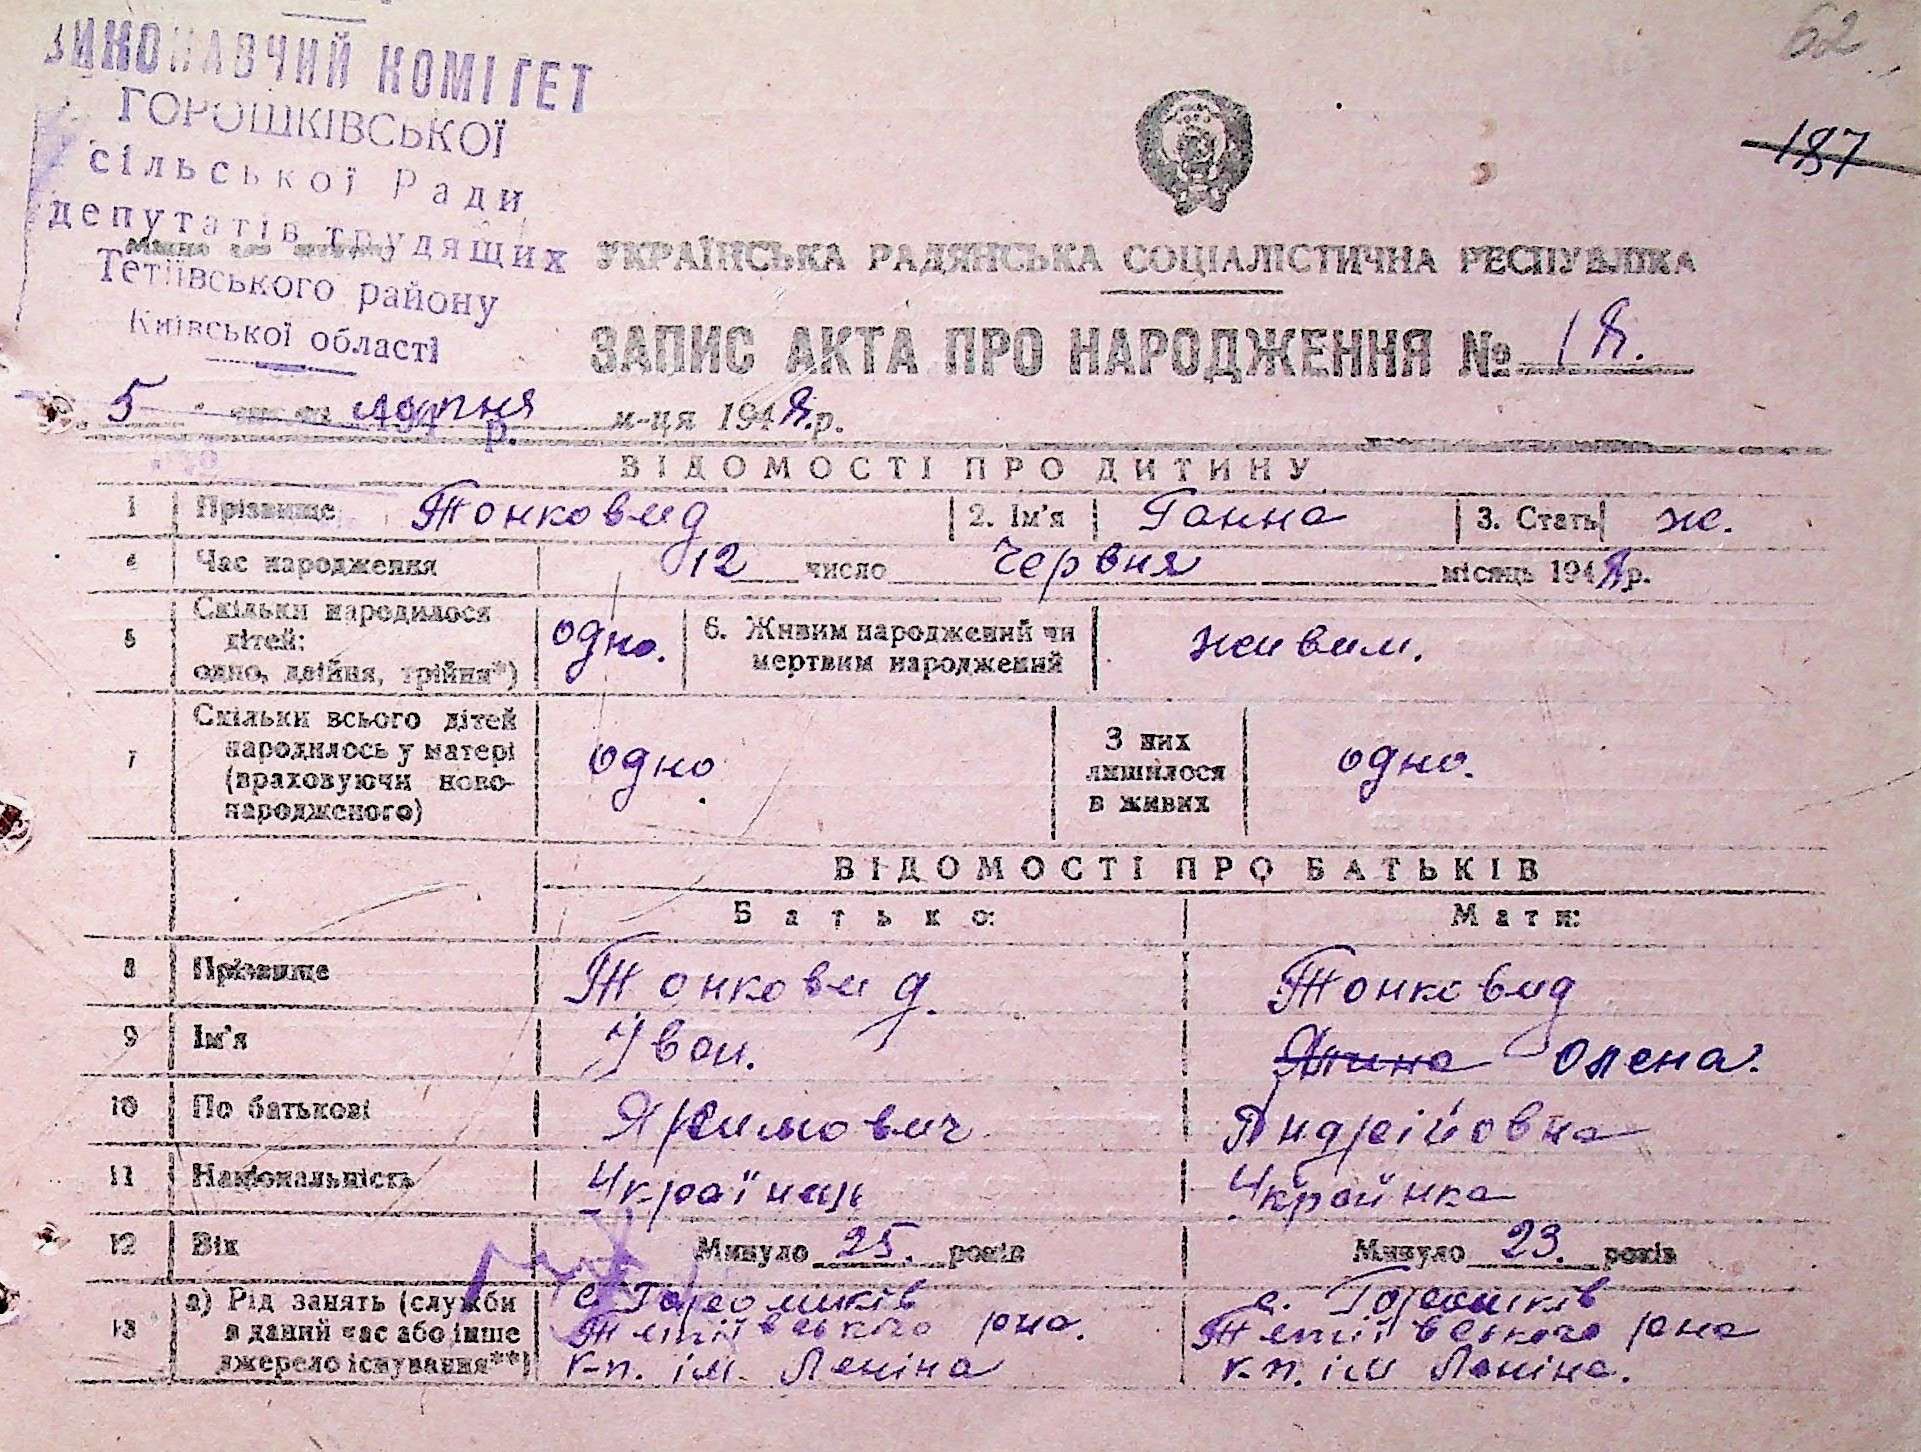 ВИКОНАВЧИЙ КОМІТЕТ
ГОРОШКІВСЬКОЇ
сільської Ради
депутатів трудящих
Тетіївського району
Київської області
62
187
УКРАЇНСЬКА РАДЯНСЬКА СОЦІАЛІСТИЧНА РЕСПУБЛІКА
ЗАПИС АКТА ПРО НАРОДЖЕННЯ № 18.
5 липня м-ця 1948 р.
ВІДОМОСТІ ПРО ДИТИНУ
1 Прізвище Тонковид 2. Ім'я Ганна 3. Стать ж.
4 Час народження 12 число Червня місяць 1948 р.
5 Скільки народилося дітей: одно, двійня, трійня*) одно. 6. Живим народжений чи мертвим народжений живим.
7 Скільки всього дітей народилось у матері (враховуючи новонародженого) одно З них лишилося в живих одно.
ВІДОМОСТІ ПРО БАТЬКІВ
Батько: Мати:
8 Прізвище Тонковид. Тонковид
9 Ім'я Іван. Олена.
10 По батькові Якимович Андрійовна
11 Національність Українець Українка
12 Вік Минуло 25. років Минуло 23. років
13 а) Рід занять (служби в даний час або інше джерело існування**)
с. Горошків с. Горошків
Тетіївського р-на. Тетіївського р-на
к-п. ім. Леніна к-п. ім Леніна.